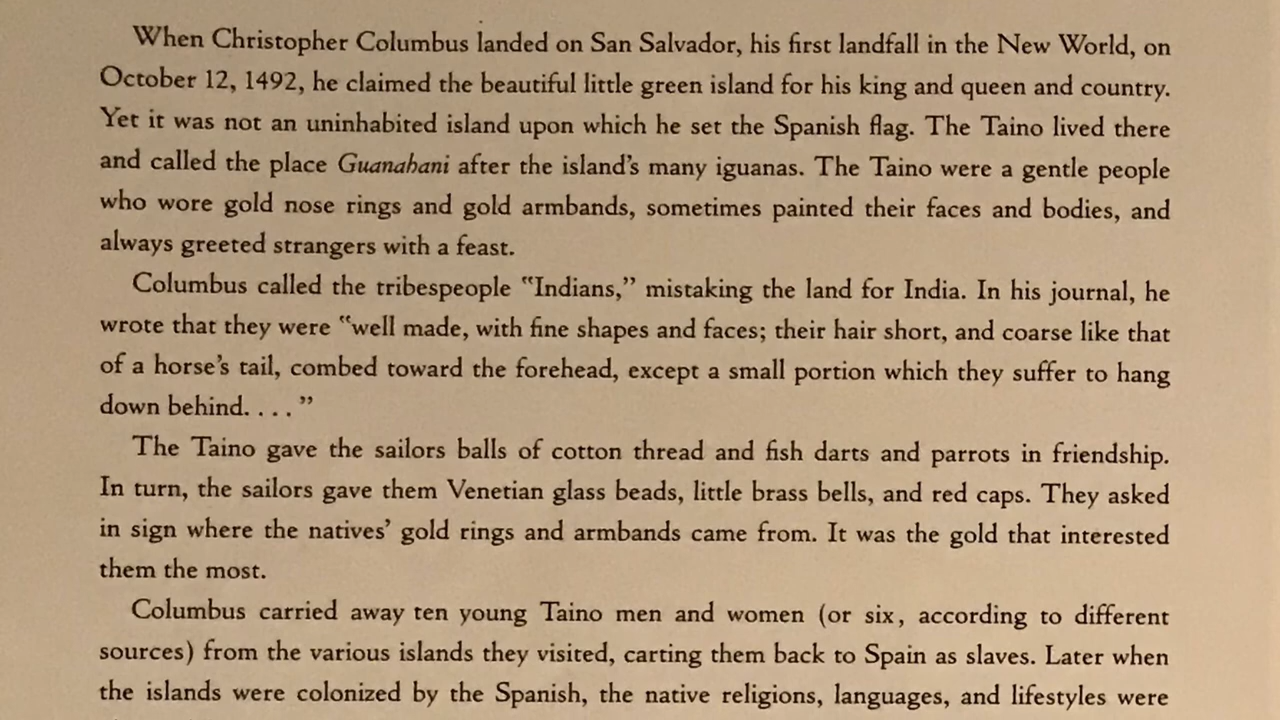 When Christopher Columbus landed on San Salvador, his first landfall in the New World, on
October 12, 1492, he claimed the beautiful little green island for his king and queen and country.
Yet it was not an uninhabited island upon which he set the Spanish flag. The Taino lived there
and called the place Guanahani after the island’s many iguanas. The Taino were a gentle people
who wore gold nose rings and gold armbands, sometimes painted their faces and bodies, and
always greeted strangers with a feast.
Columbus called the tribespeople “Indians,” mistaking the land for India. In his journal, he
wrote that they were “well made, with fine shapes and faces; their hair short, and coarse like that
of a horse’s tail, combed toward the forehead, except a small portion which they suffer to hang
down behind. . . . ”
The Taino gave the sailors balls of cotton thread and fish darts and parrots in friendship.
In turn, the sailors gave them Venetian glass beads, little brass bells, and red caps. They asked
in sign where the natives’ gold rings and armbands came from. It was the gold that interested
them the most.
Columbus carried away ten young Taino men and women (or six, according to different
sources) from the various islands they visited, carting them back to Spain as slaves. Later when
the islands were colonized by the Spanish, the native religions, languages, and lifestyles were